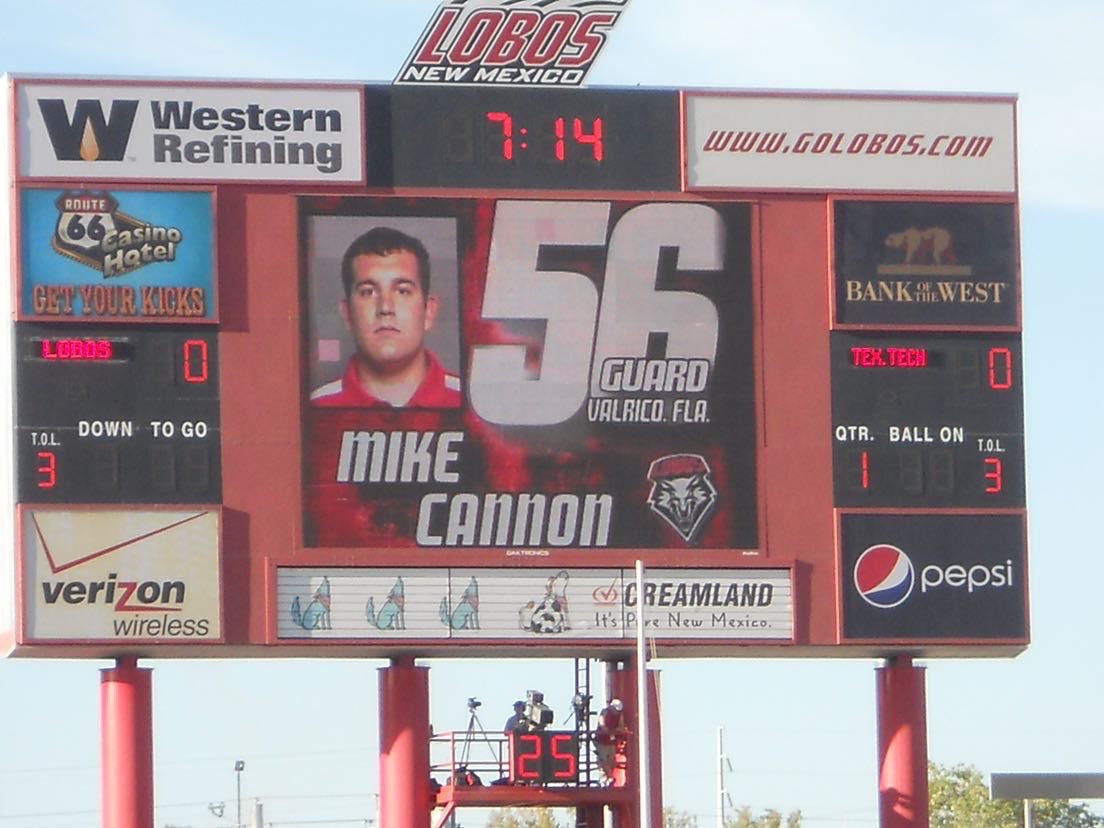 LOBOS
NEW MEXICO
W Western
Refining
7:14
WWW.GOLOBOS.COM
ROUTE
66
Casino
Hotel
GET YOUR KICKS
56
GUARD
VALRICO. FLA.
MIKE
CANNON
BANK OF THE WEST
LOBOS 0
DOWN TO GO
T.O.L.
3
TEX.TECH 0
QTR. BALL ON
T.O.L.
1 3
verizon
wireless
DAKTRONICS
CREAMLAND
It's Pure New Mexico.
pepsi
25